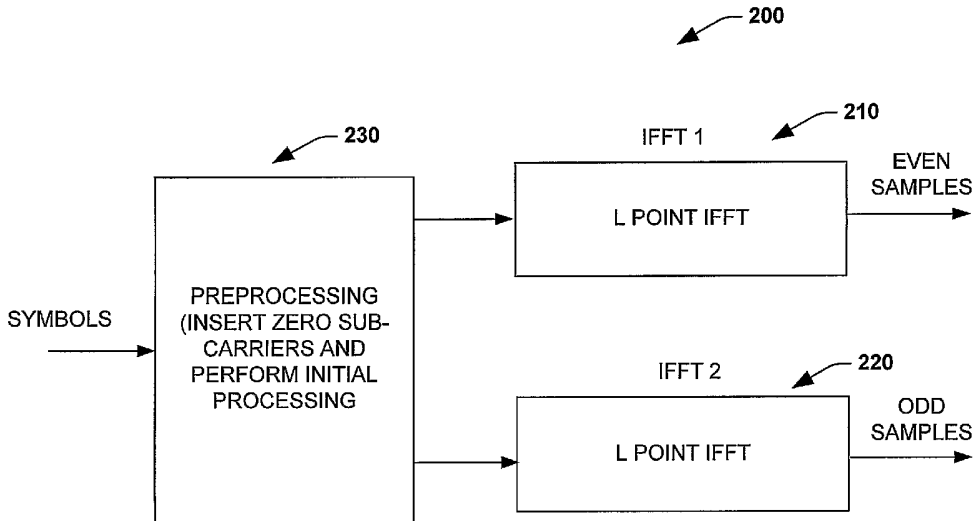 200
210
IFFT 1
230
EVEN
SAMPLES
L POINT IFFT
PREPROCESSING
(INSERT ZERO SUB-
CARRIERS AND
PERFORM INITIAL
PROCESSING
SYMBOLS
IFFT 2
220
ODD
SAMPLES
L POINT IFFT